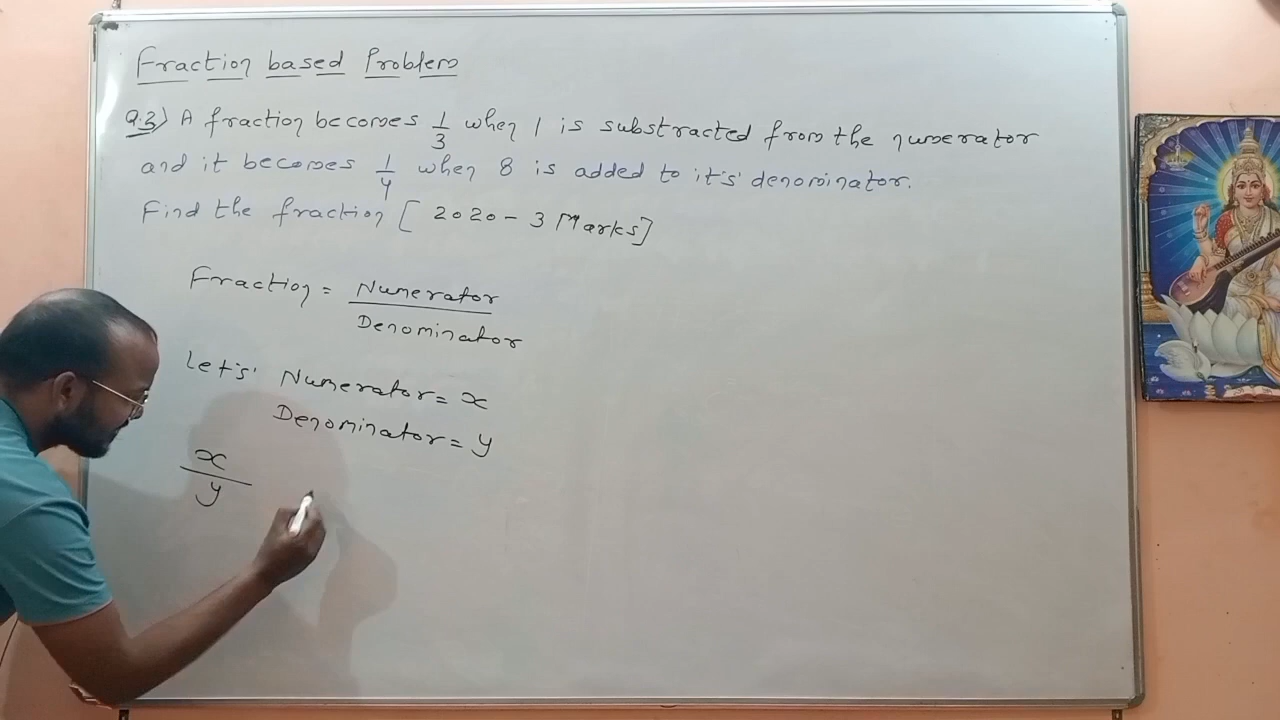 Fraction based Problem
Q.3) A fraction becomes 1/3 when 1 is substracted from the numerator
and it becomes 1/4 when 8 is added to it's denominator.
Find the fraction [ 2020 - 3 Marks]
Fraction = Numerator/Denominator
Let's' Numerator = x
Denominator = y
x/y